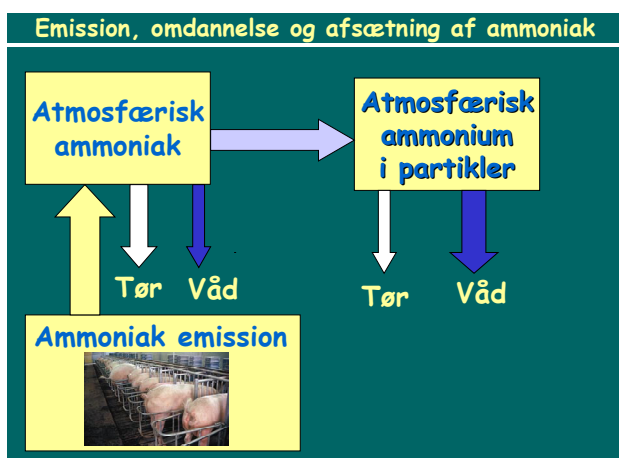 Emission, omdannelse og afsætning af ammoniak
Atmosfærisk
ammoniak
Atmosfærisk
ammonium
i partikler
Tør
Våd
Tør
Våd
Ammoniak emission